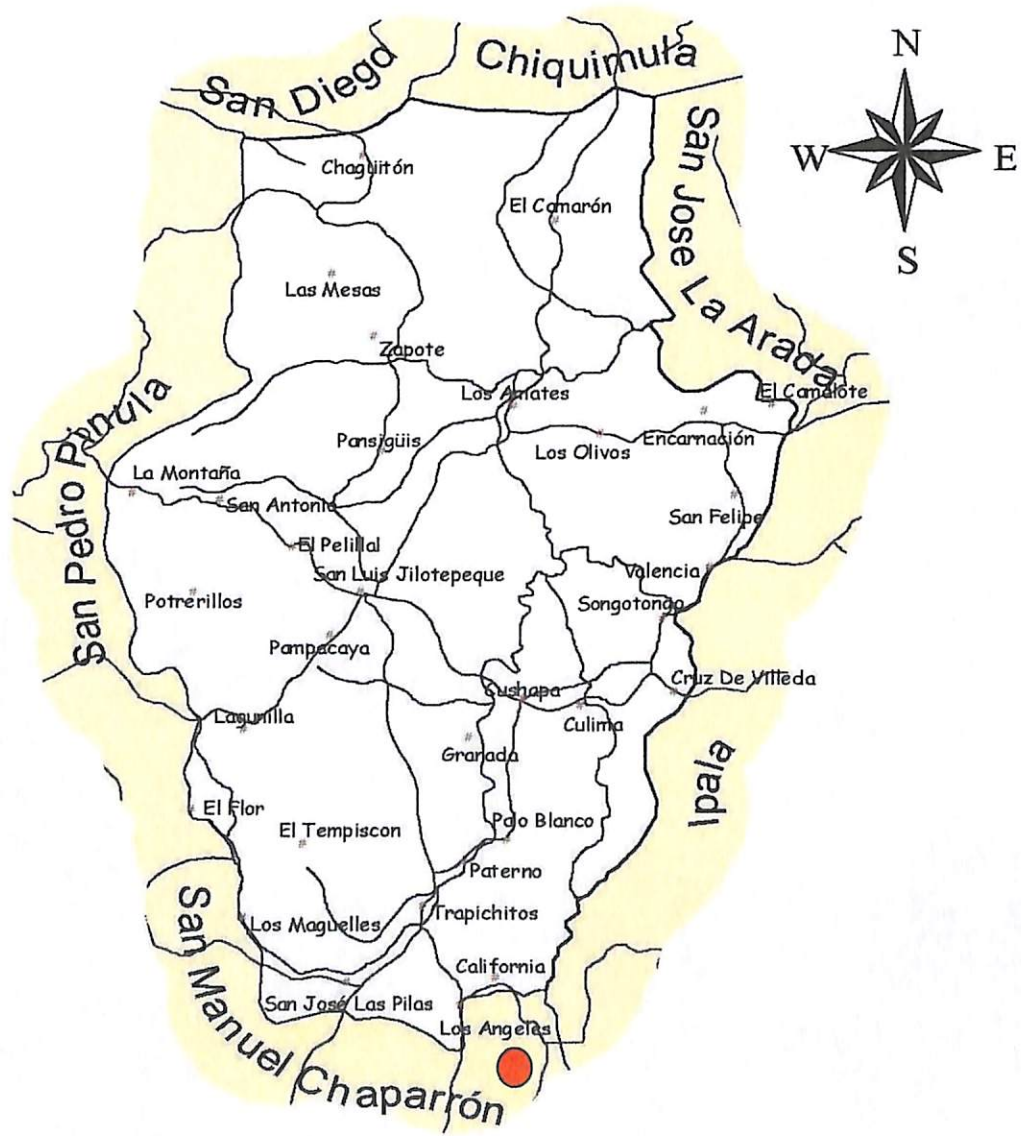 San Diego
Chiquimula
N
San Jose La Arada
W
E
Chaguitón
El Camarón
S
Las Mesas
Zapote
El Camalote
Los Amates
San Pedro Pinula
Pansigüis
Encarnación
Los Olivos
La Montaña
San Antonio
San Felipe
El Pelillal
San Luis Jilotepeque
Valencia
Potrerillos
Songotongo
Pampacaya
Cruz De Villeda
Cushapa
Lagunilla
Culima
Granada
Ipala
El Flor
Palo Blanco
El Tempiscon
Paterno
Trapichitos
Los Maguelles
California
San José Las Pilas
Los Angeles
San Manuel Chaparrón